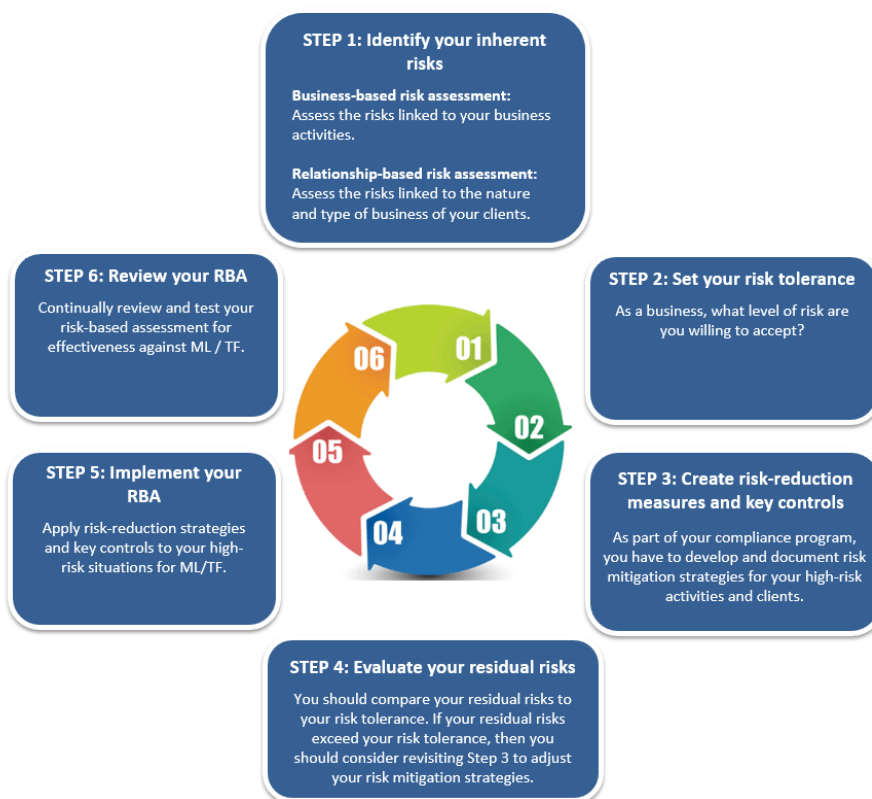 STEP 1: Identify your inherent
risks
Business-based risk assessment:
Assess the risks linked to your business
activities.
Relationship-based risk assessment:
Assess the risks linked to the nature
and type of business of your clients.
STEP 2: Set your risk tolerance
As a business, what level of risk are
you willing to accept?
STEP 3: Create risk-reduction
measures and key controls
As part of your compliance program,
you have to develop and document risk
mitigation strategies for your high-risk
activities and clients.
STEP 4: Evaluate your residual risks
You should compare your residual risks to
your risk tolerance. If your residual risks
exceed your risk tolerance, then you
should consider revisiting Step 3 to adjust
your risk mitigation strategies.
STEP 5: Implement your
RBA
Apply risk-reduction strategies
and key controls to your high-
risk situations for ML/TF.
STEP 6: Review your RBA
Continually review and test your
risk-based assessment for
effectiveness against ML / TF.
01
02
03
04
05
06